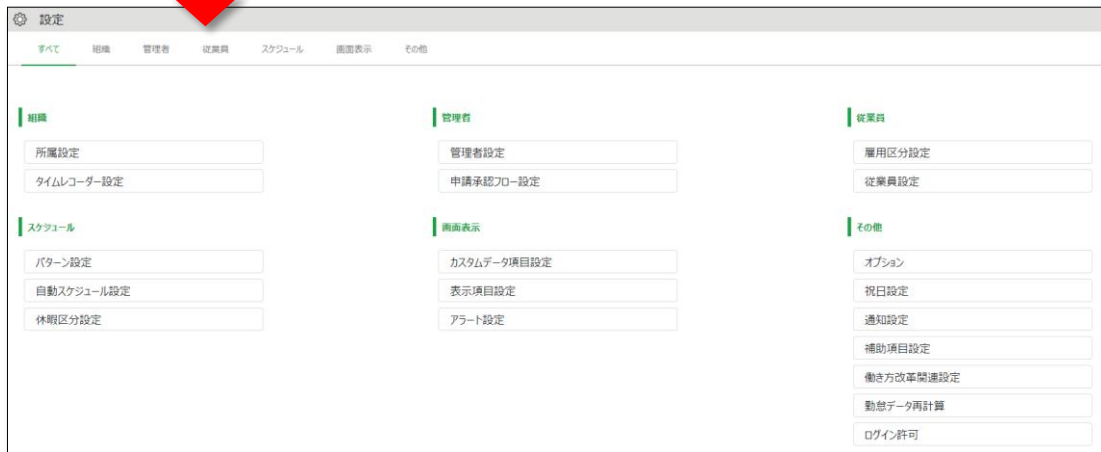 設定
すべて 組織 管理者 従業員 スケジュール 画面表示 その他
組織 管理者 従業員
所属設定 管理者設定 雇用区分設定
タイムレコーダー設定 申請承認フロー設定 従業員設定
スケジュール 画面表示 その他
パターン設定 カスタムデータ項目設定 オプション
自動スケジュール設定 表示項目設定 祝日設定
休暇区分設定 アラート設定 通知設定
補助項目設定
働き方改革関連設定
勤怠データ再計算
ログイン許可